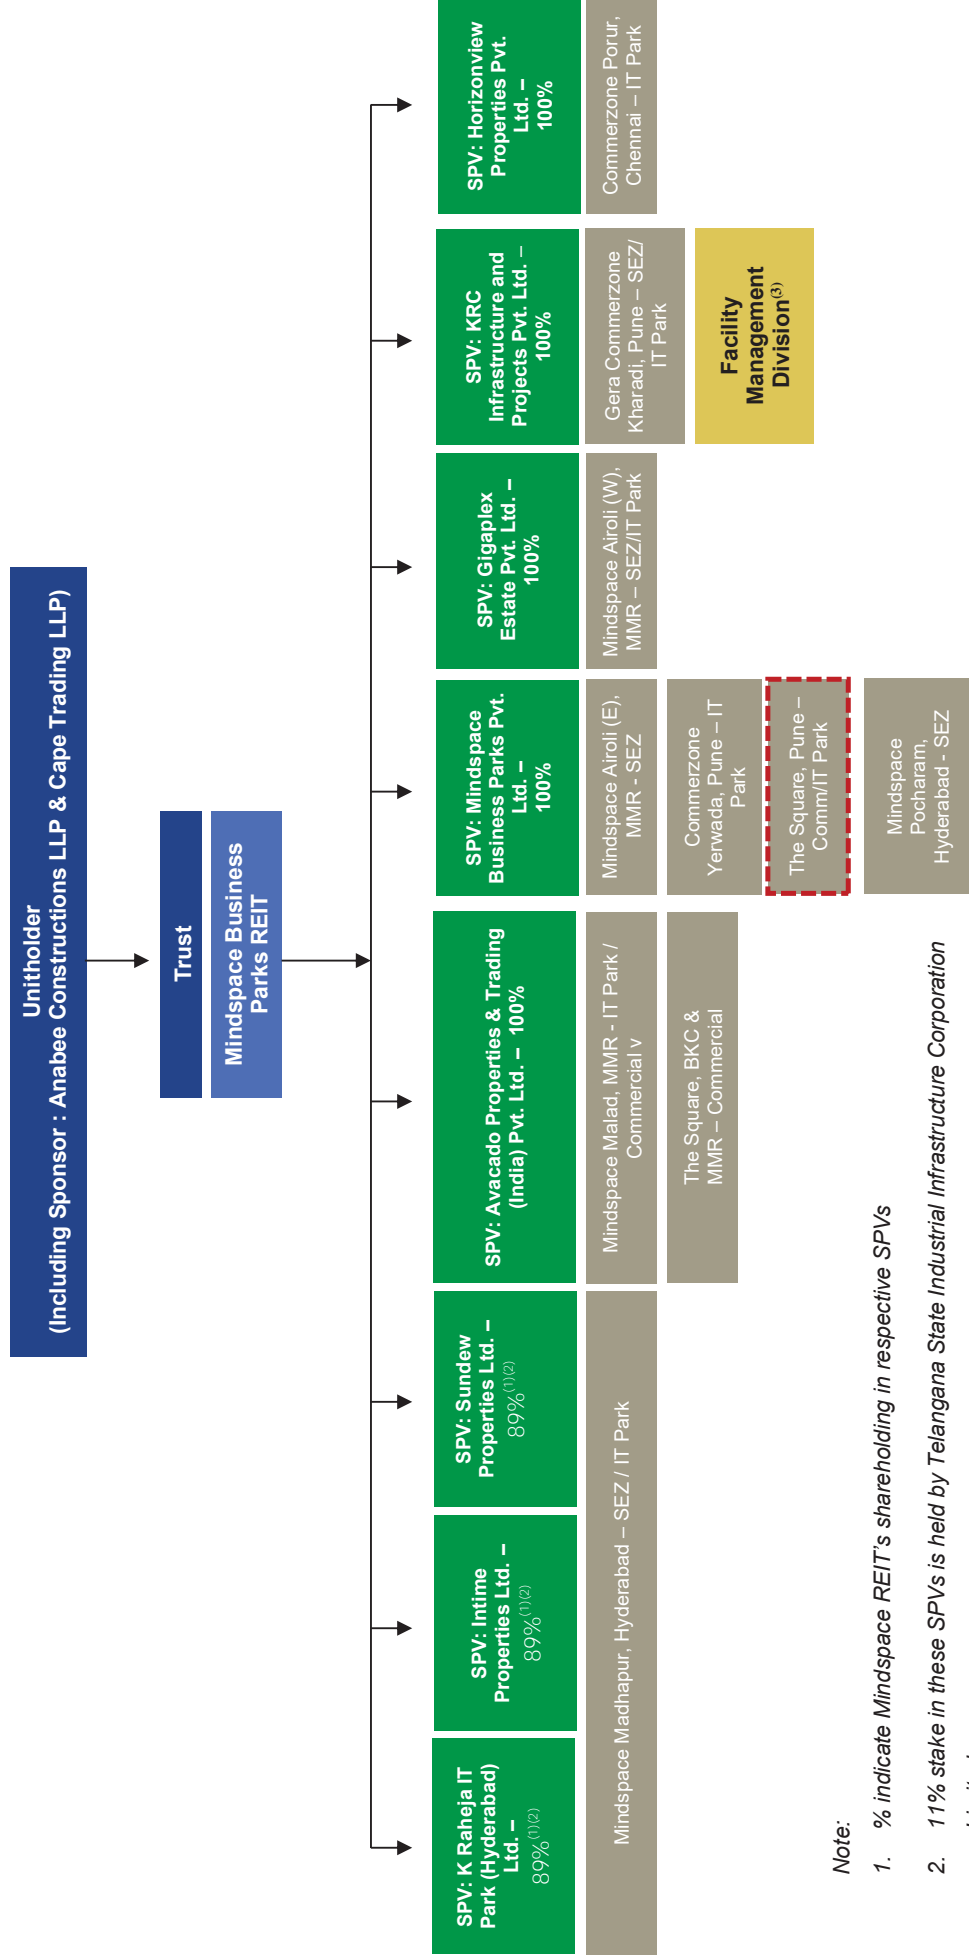 Unitholder
(Including Sponsor : Anabee Constructions LLP & Cape Trading LLP)
Trust
Mindspace Business
Parks REIT
SPV: K Raheja IT
Park (Hyderabad)
Ltd. –
89%(1)(2)
SPV: Intime
Properties Ltd. –
89%(1)(2)
SPV: Sundew
Properties Ltd. –
89%(1)(2)
Mindspace Madhapur, Hyderabad – SEZ / IT Park
SPV: Avacado Properties & Trading
(India) Pvt. Ltd. – 100%
Mindspace Malad, MMR - IT Park /
Commercial v
The Square, BKC &
MMR – Commercial
SPV: Mindspace
Business Parks Pvt.
Ltd. –
100%
Mindspace Airoli (E),
MMR - SEZ
Commerzone
Yerwada, Pune – IT
Park
The Square, Pune –
Comm/IT Park
Mindspace
Pocharam,
Hyderabad - SEZ
SPV: Gigaplex
Estate Pvt. Ltd. –
100%
Mindspace Airoli (W),
MMR – SEZ/IT Park
SPV: KRC
Infrastructure and
Projects Pvt. Ltd. –
100%
Gera Commerzone
Kharadi, Pune – SEZ/
IT Park
Facility
Management
Division(3)
SPV: Horizonview
Properties Pvt.
Ltd. –
100%
Commerzone Porur,
Chennai – IT Park
Note:
1. % indicate Mindspace REIT's shareholding in respective SPVs
2. 11% stake in these SPVs is held by Telangana State Industrial Infrastructure Corporation